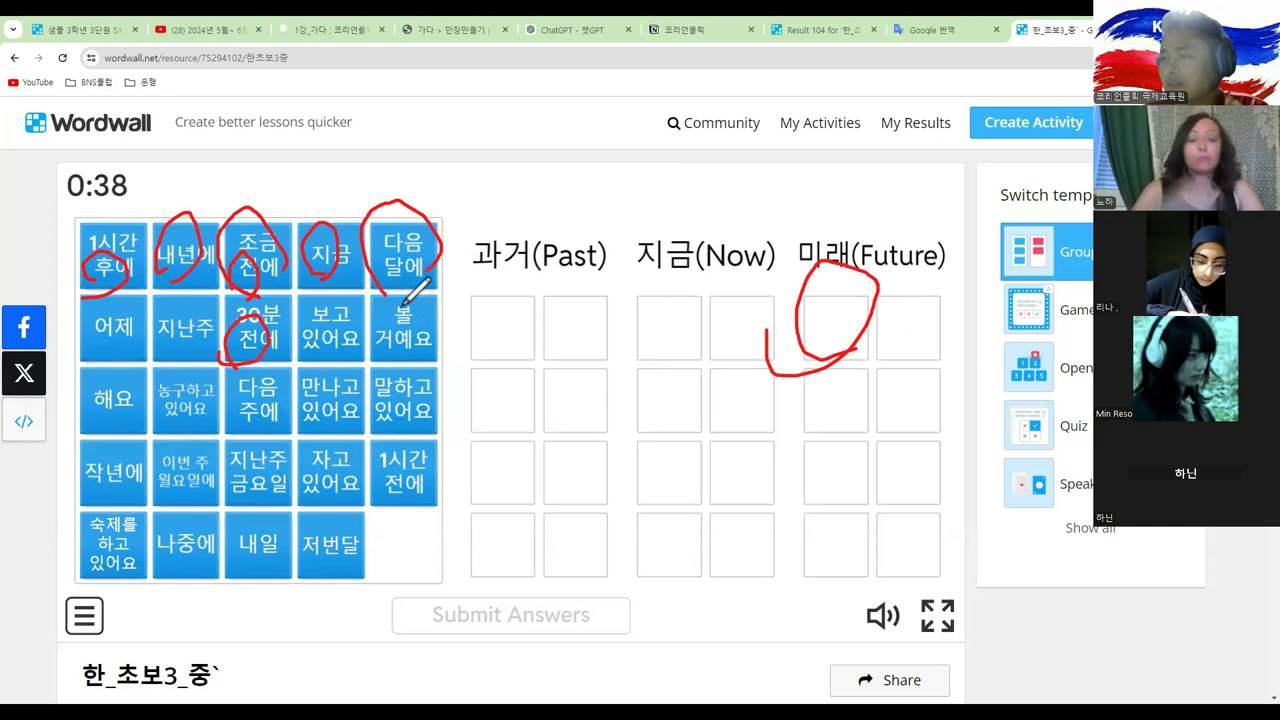 샘플 3학년 3단원
(28) 2024년 5월~ 6
1강_가다 : 코리언클
가다 > 만장만들기 |
ChatGPT - 챗GPT
코리언클릭
Result 104 for '한_초
Google 번역
한_초보3_중` - G
wordwall.net/resource/75294102/한초보3중
YouTube
BNS클럽
은행
Wordwall
Create better lessons quicker
Community
My Activities
My Results
Create Activity
0:38
1시간
후에
내년에
조금
전에
지금
다음
달에
어제
지난주
30분
전에
보고
있어요
볼
거예요
해요
농구하고
있어요
다음
주에
만나고
있어요
말하고
있어요
작년에
이번 주
월요일에
지난주
금요일
자고
있어요
1시간
전에
숙제를
하고
있어요
나중에
내일
저번달
과거(Past)
지금(Now)
미래(Future)
Submit Answers
한_초보3_중`
Share
Switch temp
Grou
Game
Open
Quiz
Speak
Show all
K
코리언클릭 국제교육원
노하
리나 .
Min Reso
하닌
하닌